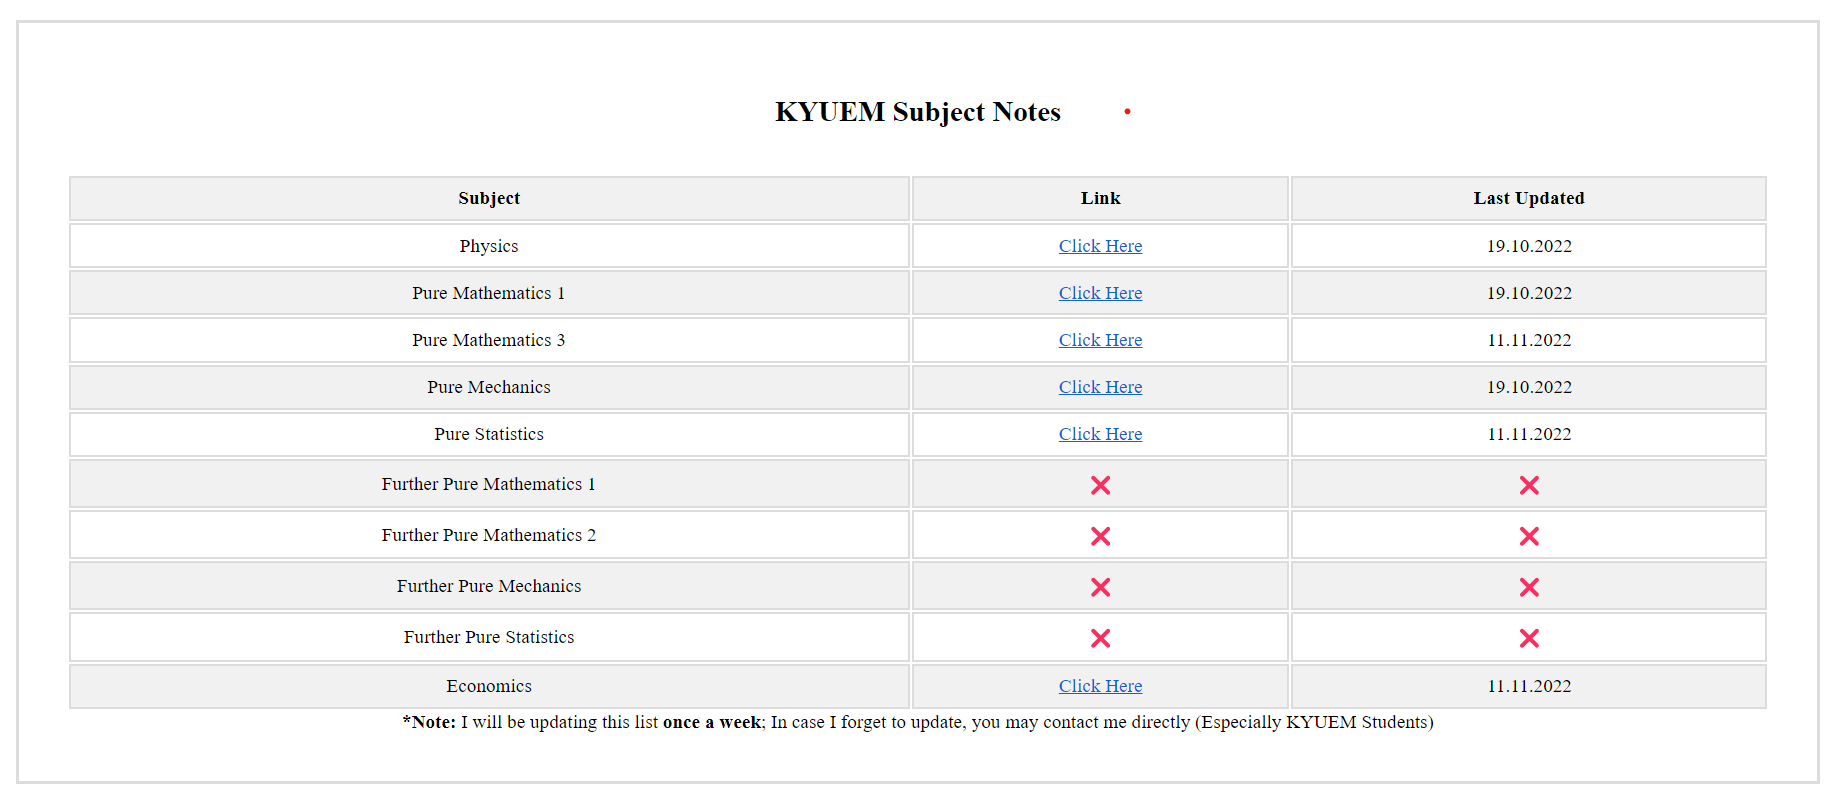 KYUEM Subject Notes
Subject Link Last Updated
Physics Click Here 19.10.2022
Pure Mathematics 1 Click Here 19.10.2022
Pure Mathematics 3 Click Here 11.11.2022
Pure Mechanics Click Here 19.10.2022
Pure Statistics Click Here 11.11.2022
Further Pure Mathematics 1 ❌ ❌
Further Pure Mathematics 2 ❌ ❌
Further Pure Mechanics ❌ ❌
Further Pure Statistics ❌ ❌
Economics Click Here 11.11.2022
*Note: I will be updating this list once a week; In case I forget to update, you may contact me directly (Especially KYUEM Students)